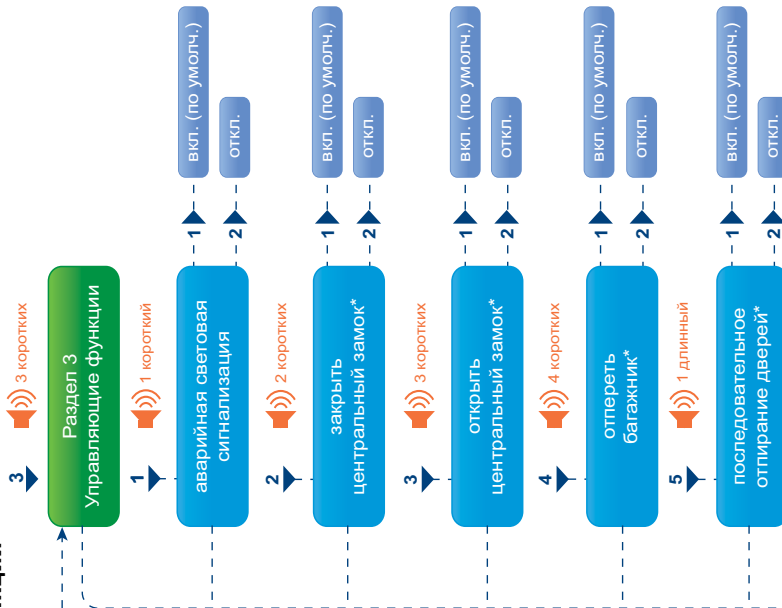 3
3 коротких
Раздел 3
Управляющие функции
1
1 короткий
аварийная световая
сигнализация
1
вкл. (по умолч.)
2
откл.
2
2 коротких
закрыть
центральный замок*
1
вкл. (по умолч.)
2
откл.
3
3 коротких
открыть
центральный замок*
1
вкл. (по умолч.)
2
откл.
4
4 коротких
отпереть
багажник*
1
вкл. (по умолч.)
2
откл.
5
1 длинный
последовательное
отпирание дверей*
1
вкл. (по умолч.)
2
откл.